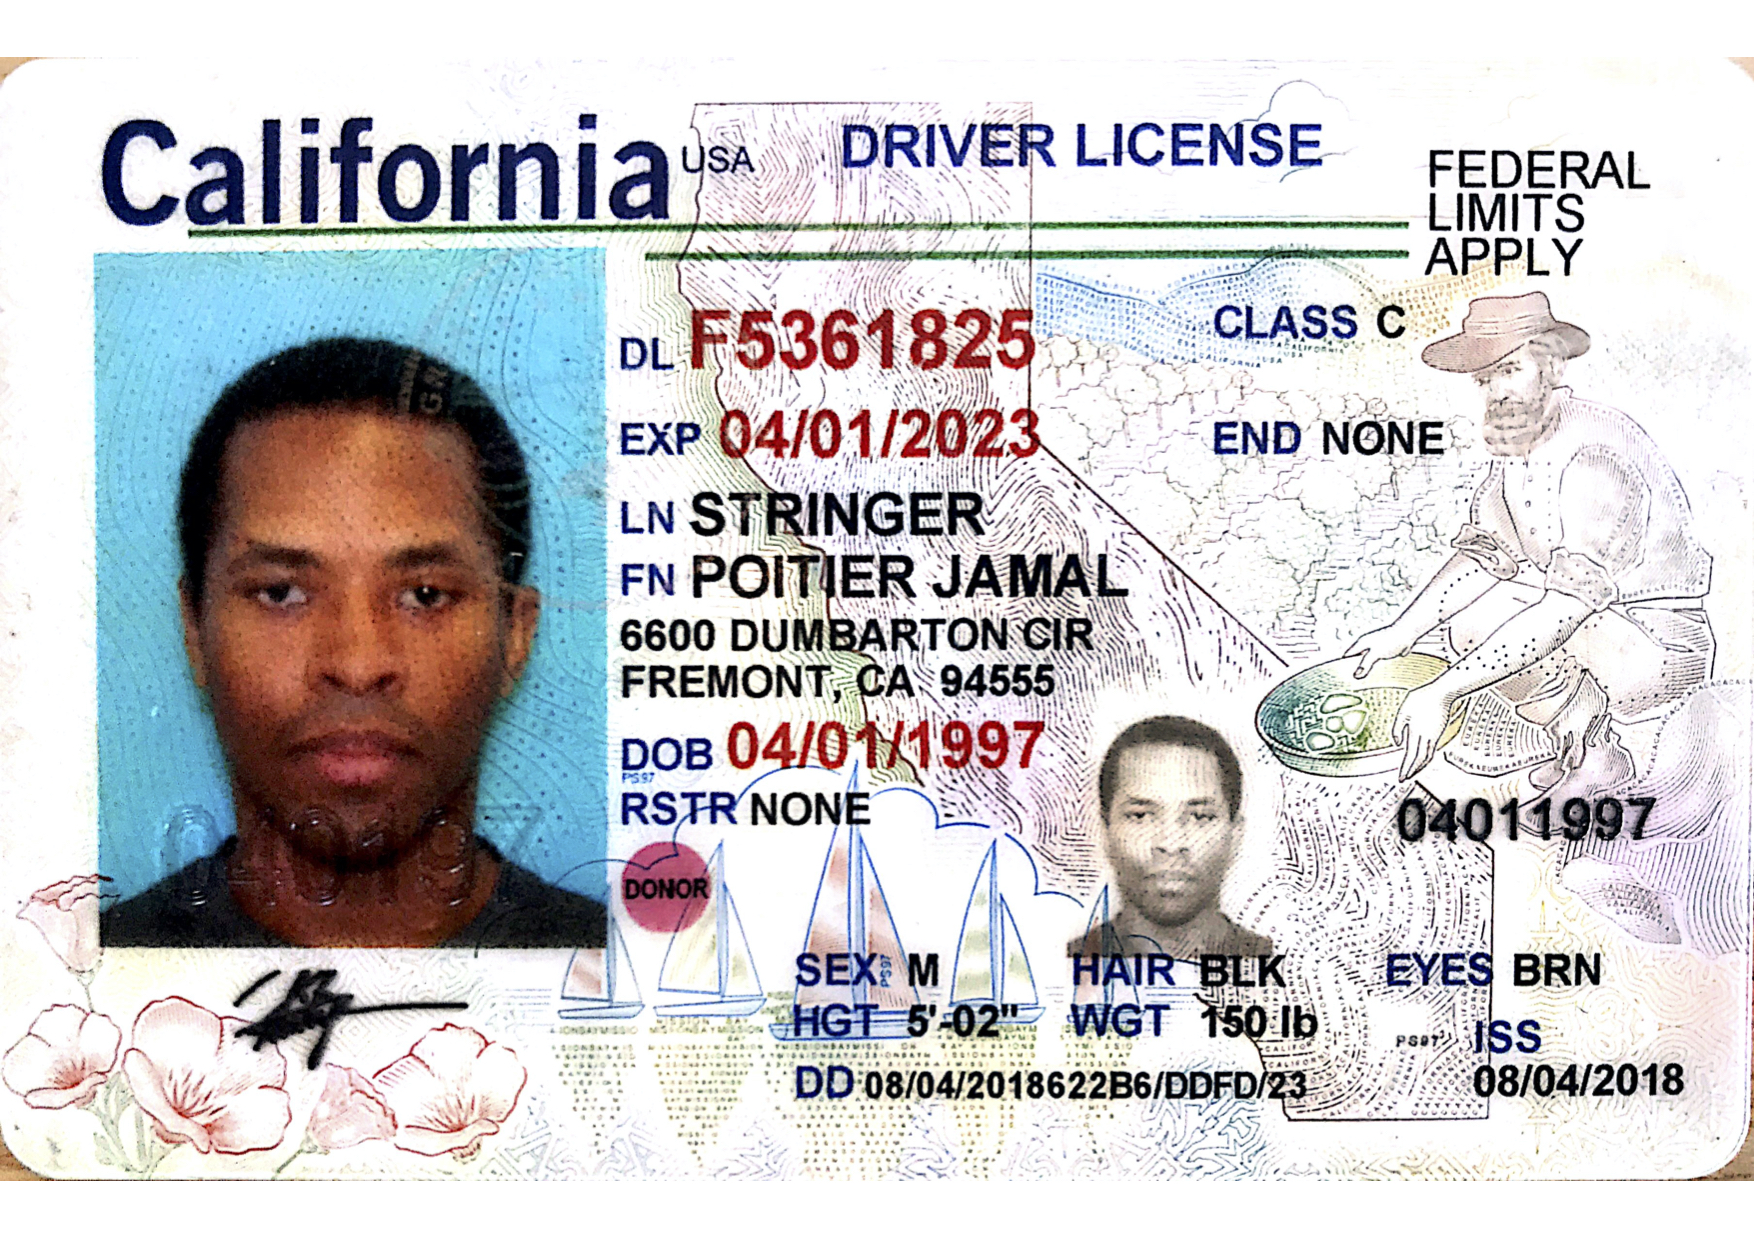 California USA DRIVER LICENSE
FEDERAL
LIMITS
APPLY
DL F5361825
CLASS C
EXP 04/01/2023
END NONE
LN STRINGER
FN POITIER JAMAL
6600 DUMBARTON CIR
FREMONT, CA 94555
DOB 04/01/1997
PS97
RSTR NONE
04011997
DONOR
SEX M HAIR BLK EYES BRN
HGT 5'-02" WGT 150 lb
ISS
DD 08/04/2018622B6/DDFD/23
08/04/2018